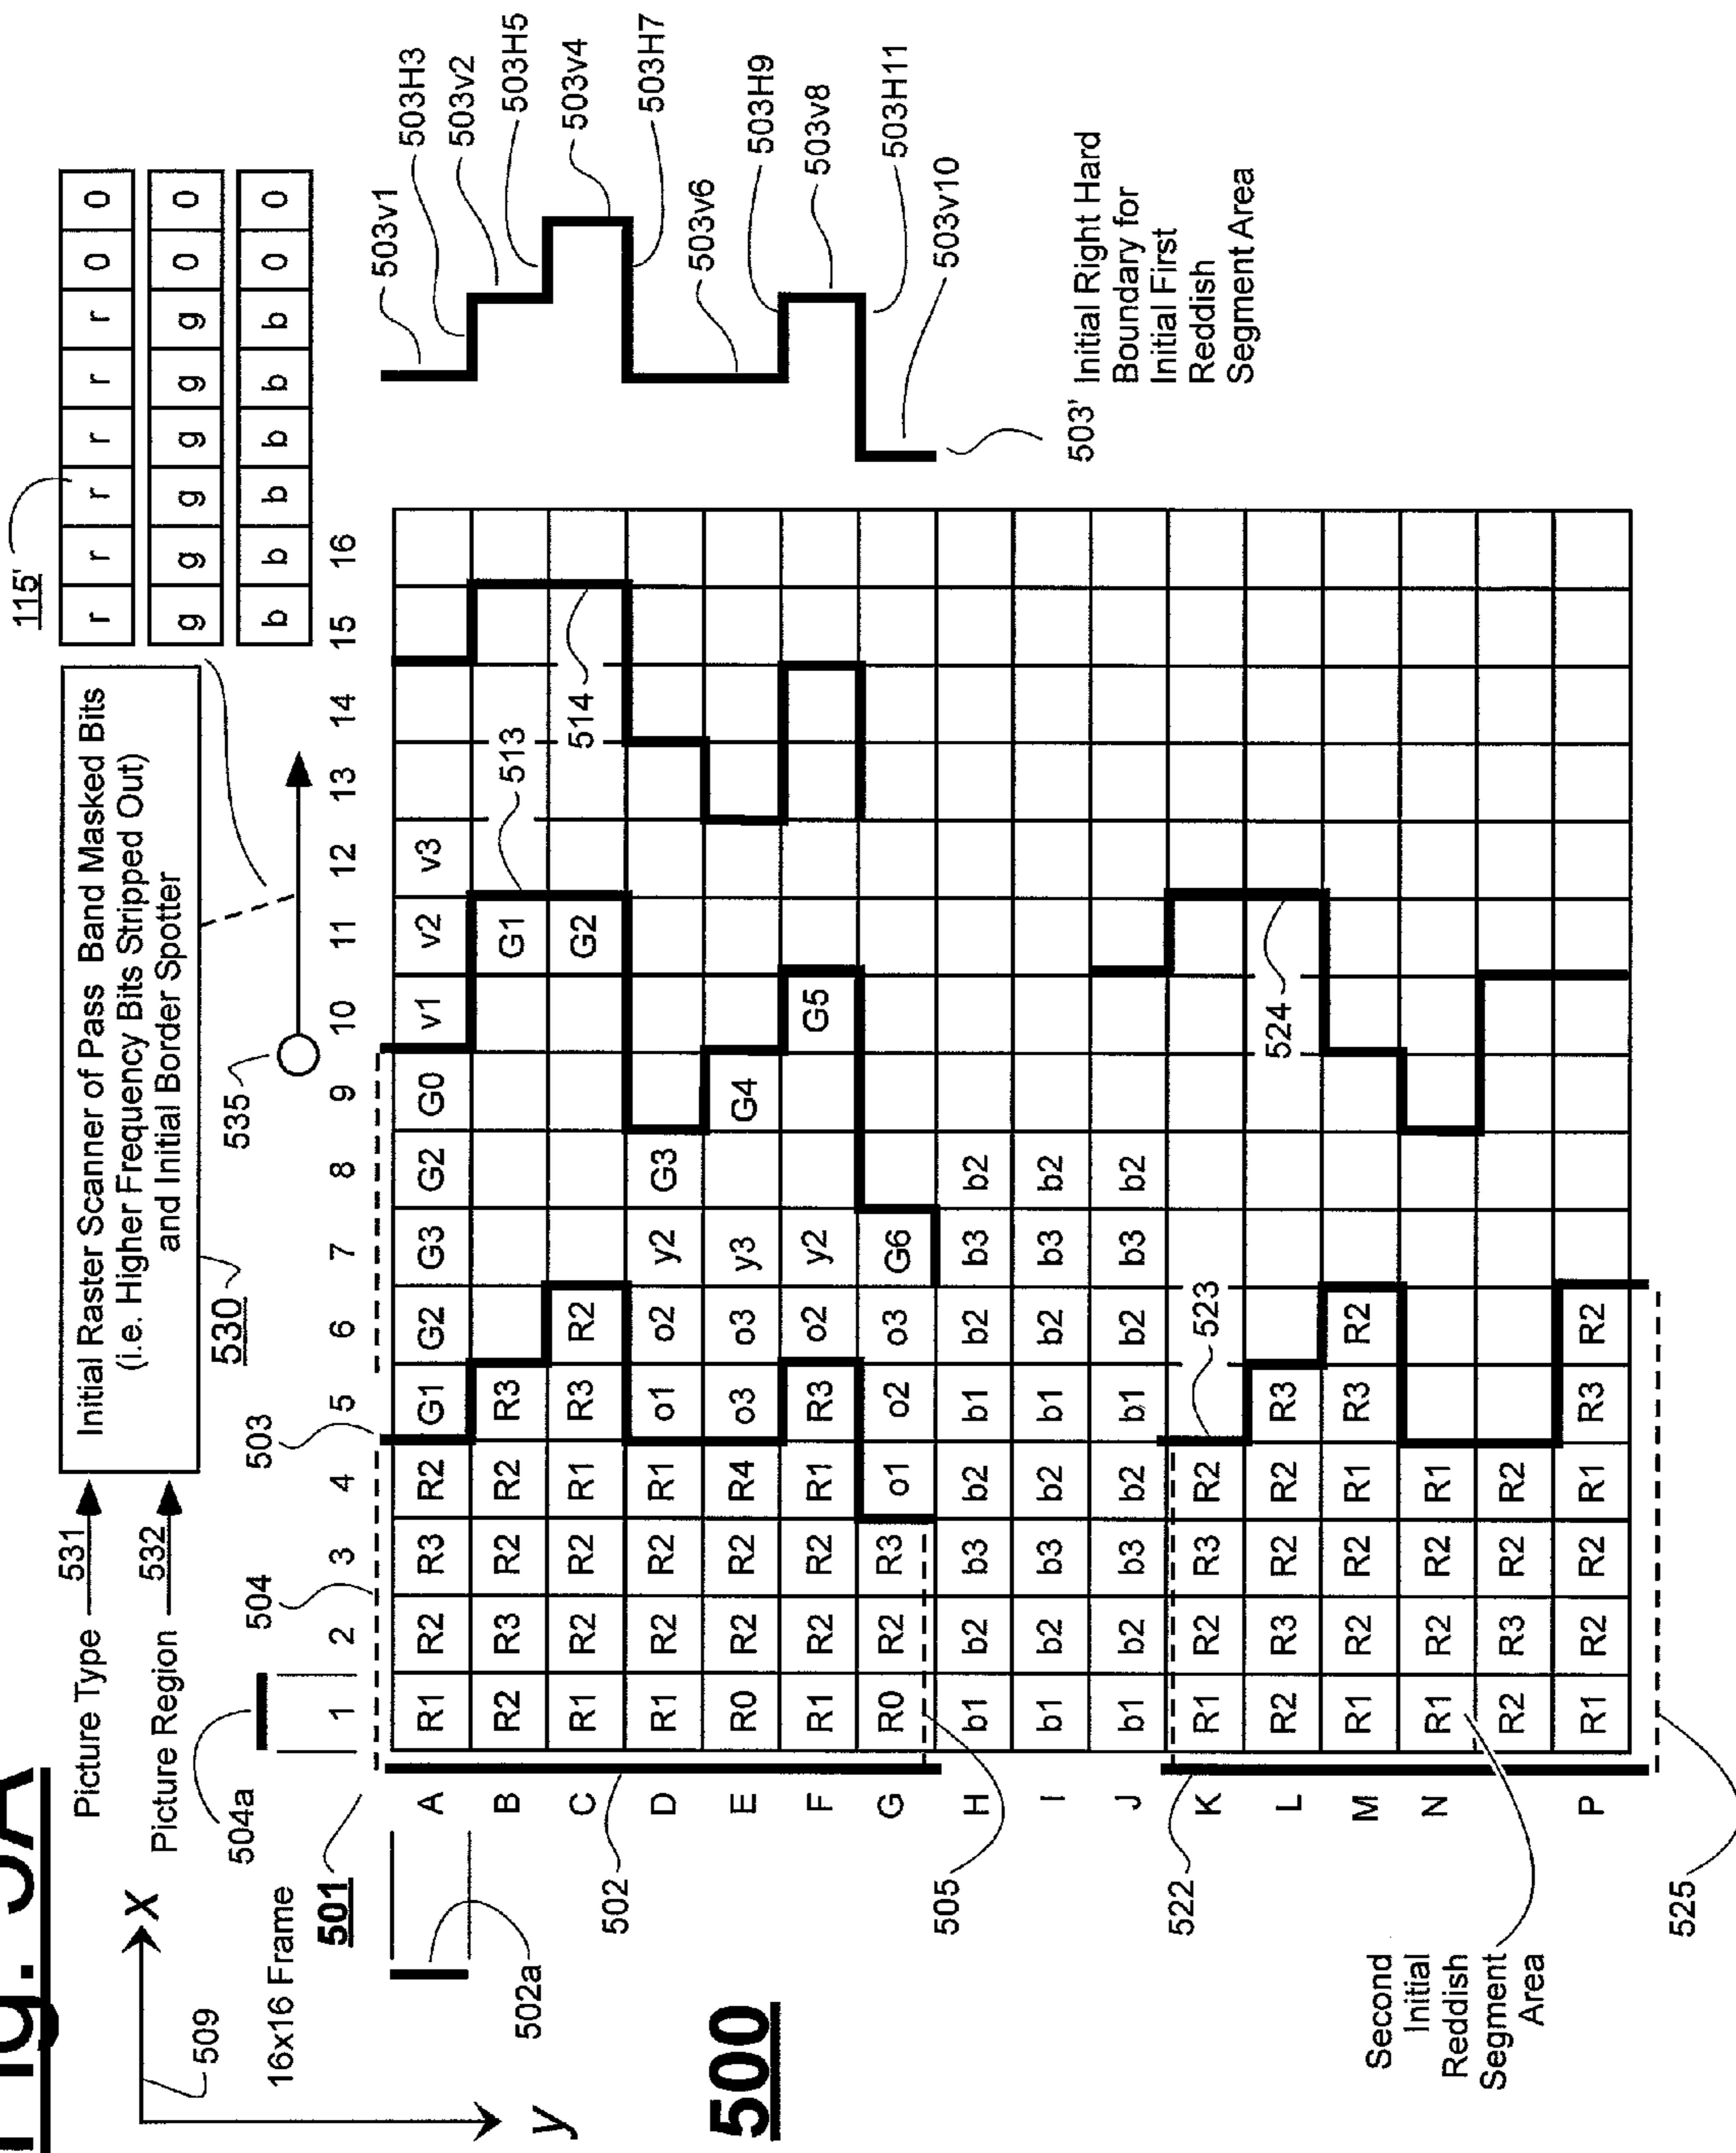 Fig. 5A
Picture Type 531
Picture Region 532
Initial Raster Scanner of Pass Band Masked Bits
(i.e. Higher Frequency Bits Stripped Out)
and Initial Border Spotter
530
115'
r r r r r r 0 0
g g g g g g 0 0
b b b b b b 0 0
x
y
509
504a
504
503
535
16x16 Frame
501
502a
1 2 3 4 5 6 7 8 9 10 11 12 13 14 15 16
A R1 R2 R3 R2 G1 G2 G3 G2 G0 v1 v2 v3
B R2 R3 R2 R2 R3 G1 513
C R1 R2 R2 R1 R3 R2 G2 514
D R1 R2 R2 R1 o1 o2 y2 G3
E R0 R2 R2 R4 o3 o3 y3 G4
F R1 R2 R2 R1 R3 o2 y2 G5
G R0 R2 R3 o1 o2 o3 G6
H b1 b2 b3 b2 b1 b2 b3 b2
I b1 b2 b3 b2 b1 b2 b3 b2
J b1 b2 b3 b2 b1 b2 b3 b2
K R1 R2 R3 R2 523
L R2 R3 R2 R2 R3 524
M R1 R2 R2 R1 R3 R2
N R1 R2 R2 R1
R2 R3 R2 R2
P R1 R2 R2 R1 R3 R2
502
500
505
522
Second
Initial
Reddish
Segment
Area
525
503v1
503H3
503v2
503H5
503v4
503H7
503v6
503H9
503v8
503H11
503v10
503' Initial Right Hard
Boundary for
Initial First
Reddish
Segment Area